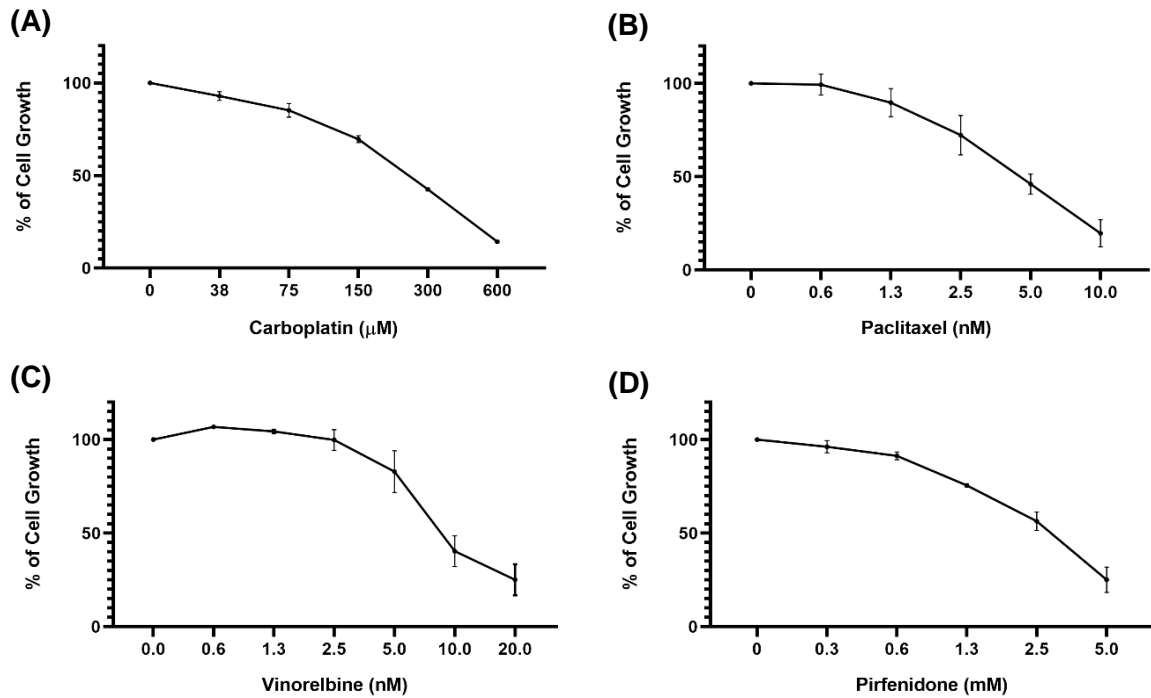 (A)
% of Cell Growth
100
50
0
0 38 75 150 300 600
Carboplatin (μM)
(B)
% of Cell Growth
100
50
0
0 0.6 1.3 2.5 5.0 10.0
Paclitaxel (nM)
(C)
% of Cell Growth
100
50
0
0.0 0.6 1.3 2.5 5.0 10.0 20.0
Vinorelbine (nM)
(D)
% of Cell Growth
100
50
0
0 0.3 0.6 1.3 2.5 5.0
Pirfenidone (mM)